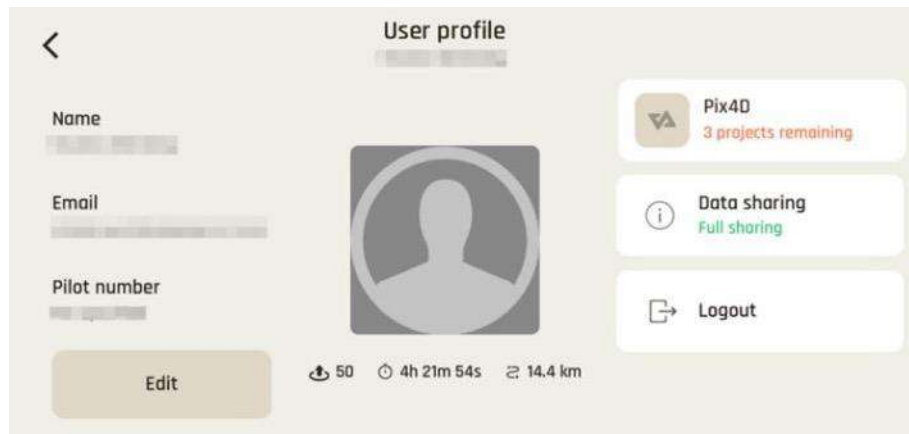 User profile
Name
Email
Pilot number
Edit
50 4h 21m 54s 14.4 km
Pix4D
3 projects remaining
Data sharing
Full sharing
Logout